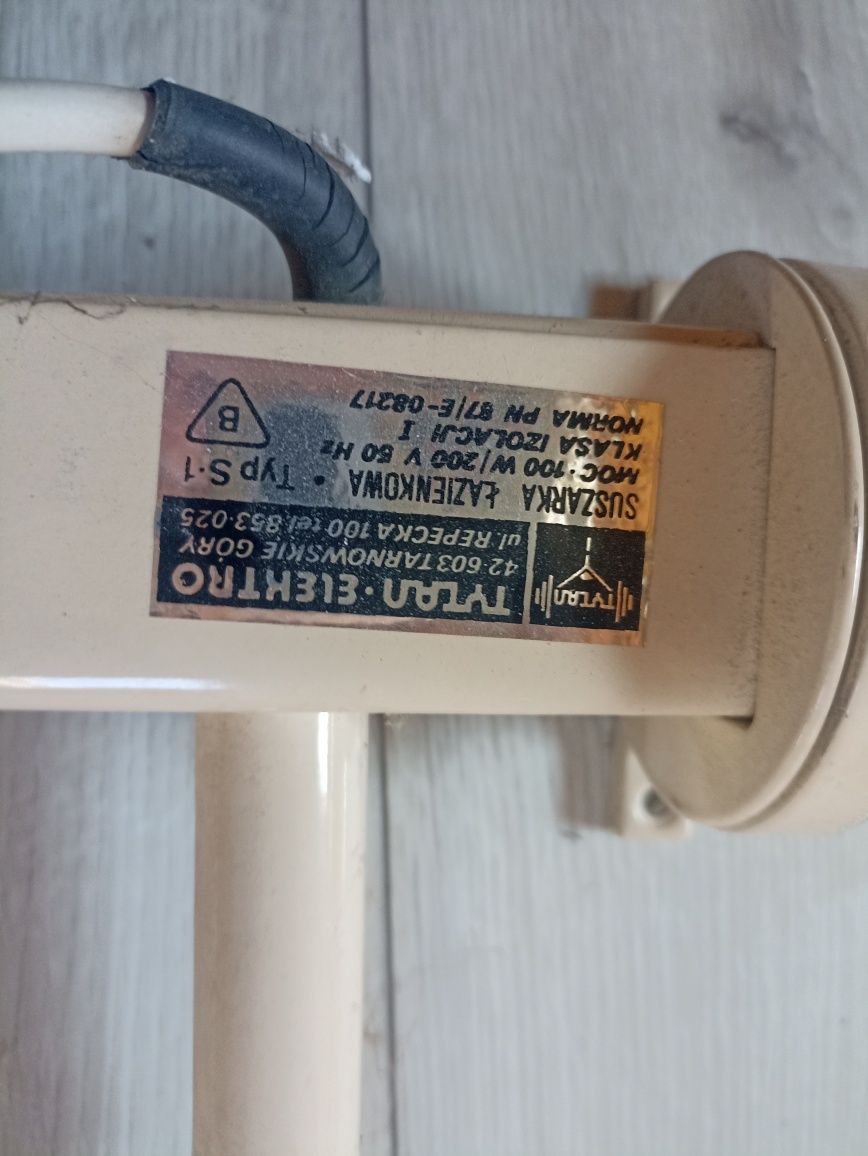 TYTAN
TYTAN·ELEKTRO
42-603 TARNOWSKIE GÓRY
ul. REPECKA 100 tel. 853-025
SUSZARKA ŁAZIENKOWA • Typ S-1
MOC·100 W/200 V 50 Hz
KLASA IZOLACJI I
NORMA PN 87/E-08217
B